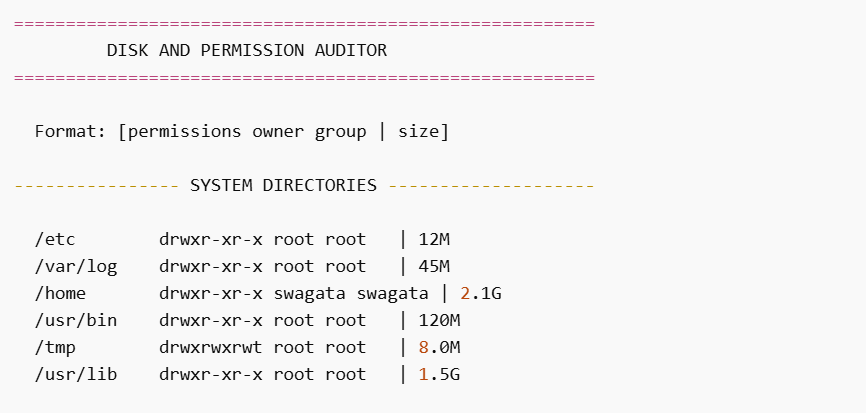 ========================================================
DISK AND PERMISSION AUDITOR
========================================================
Format: [permissions owner group | size]
---------------- SYSTEM DIRECTORIES --------------------
/etc        drwxr-xr-x root root   | 12M
/var/log    drwxr-xr-x root root   | 45M
/home       drwxr-xr-x swagata swagata | 2.1G
/usr/bin    drwxr-xr-x root root   | 120M
/tmp        drwxrwxrwt root root   | 8.0M
/usr/lib    drwxr-xr-x root root   | 1.5G